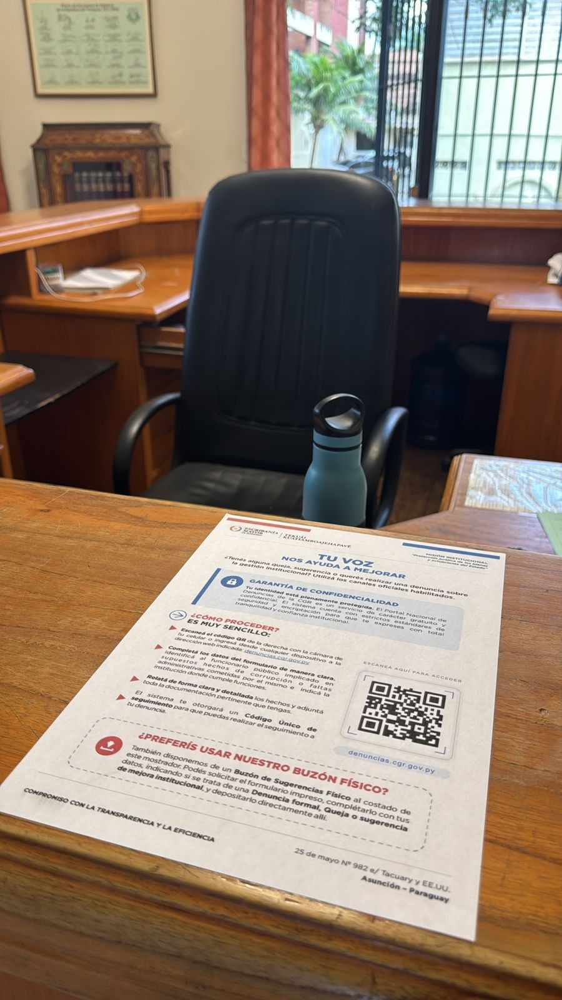 ESCRIBANÍA
MAYOR
TEKUÁI
KUATIAMBOAJEHAPAVẼ
MISIÓN INSTITUCIONAL
"Protección jurídica de los bienes
y actuaciones del Estado"
TU VOZ
NOS AYUDA A MEJORAR
¿Tenés alguna queja, sugerencia o querés realizar una denuncia sobre
la gestión institucional? Utilizá los canales oficiales habilitados.
GARANTÍA DE CONFIDENCIALIDAD
Tu identidad está plenamente protegida. El Portal Nacional de
Denuncias de la CGR es un servicio de carácter gratuito y
confidencial. El sistema cuenta con estrictos estándares de
seguridad y encriptación para que te expreses con total
tranquilidad y confianza institucional.
¿CÓMO PROCEDER?
ES MUY SENCILLO:
Escaneá el código QR de la derecha con la cámara de
tu celular o ingresá desde cualquier dispositivo a la
dirección web indicada: denuncias.cgr.gov.py
Completá los datos del formulario de manera clara.
Identificá al funcionario público implicado en
supuestos hechos de corrupción o faltas
administrativas cometidas por el mismo e indicá la
institución donde cumple funciones.
Relatá de forma clara y detallada los hechos y adjuntá
toda la documentación pertinente que tengas.
El sistema te otorgará un Código Único de
seguimiento para que puedas realizar el seguimiento a
tu denuncia.
ESCANEÁ AQUÍ PARA ACCEDER
denuncias.cgr.gov.py
¿PREFERÍS USAR NUESTRO BUZÓN FÍSICO?
También disponemos de un Buzón de Sugerencias Físico al costado de
este mostrador. Podés solicitar el formulario impreso, completarlo con tus
datos, indicando si se trata de una Denuncia formal, Queja o sugerencia
de mejora institucional, y depositarlo directamente allí.
COMPROMISO CON LA TRANSPARENCIA Y LA EFICIENCIA
25 de mayo Nº 982 e/ Tacuary y EE.UU.
Asunción – Paraguay